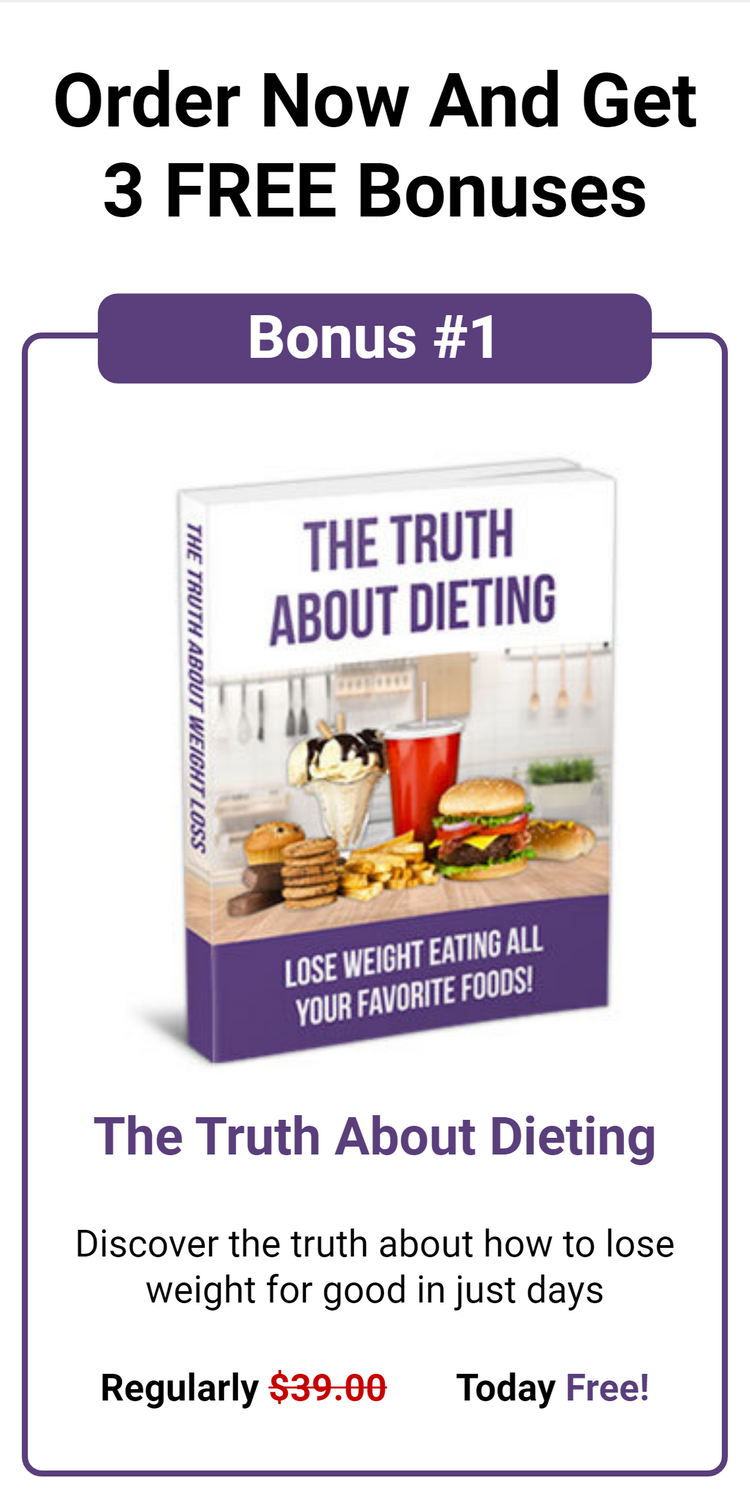 Order Now And Get
3 FREE Bonuses
Bonus #1
THE TRUTH ABOUT WEIGHT LOSS
THE TRUTH
ABOUT DIETING
LOSE WEIGHT EATING ALL
YOUR FAVORITE FOODS!
The Truth About Dieting
Discover the truth about how to lose
weight for good in just days
Regularly $39.00 Today Free!